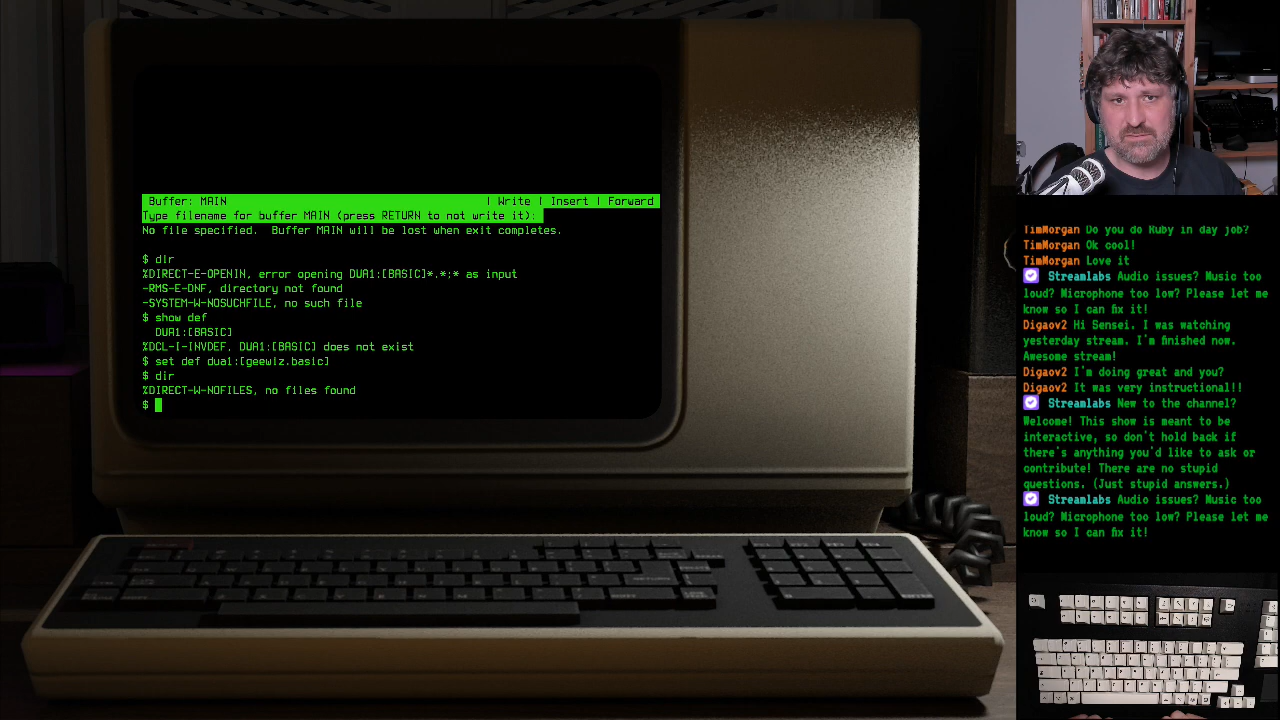 Buffer: MAIN | Write | Insert | Forward
Type filename for buffer MAIN (press RETURN to not write it):
No file specified.  Buffer MAIN will be lost when exit completes.
$ dir
%DIRECT-E-OPENIN, error opening DUA1:[BASIC]*.*;* as input
-RMS-E-DNF, directory not found
-SYSTEM-W-NOSUCHFILE, no such file
$ show def
DUA1:[BASIC]
%DCL-I-INVDEF, DUA1:[BASIC] does not exist
$ set def dua1:[geewiz.basic]
$ dir
%DIRECT-W-NOFILES, no files found
$
TimMorgan Do you do Ruby in day job?
TimMorgan Ok cool!
TimMorgan Love it
Streamlabs Audio issues? Music too
loud? Microphone too low? Please let me
know so I can fix it!
Digaov2 Hi Sensei. I was watching
yesterday stream. I'm finished now.
Awesome stream!
Digaov2 I'm doing great and you?
Digaov2 It was very instructional!!
Streamlabs New to the channel?
Welcome! This show is meant to be
interactive, so don't hold back if
there's anything you'd like to ask or
contribute! There are no stupid
questions. (Just stupid answers.)
Streamlabs Audio issues? Music too
loud? Microphone too low? Please let me
know so I can fix it!